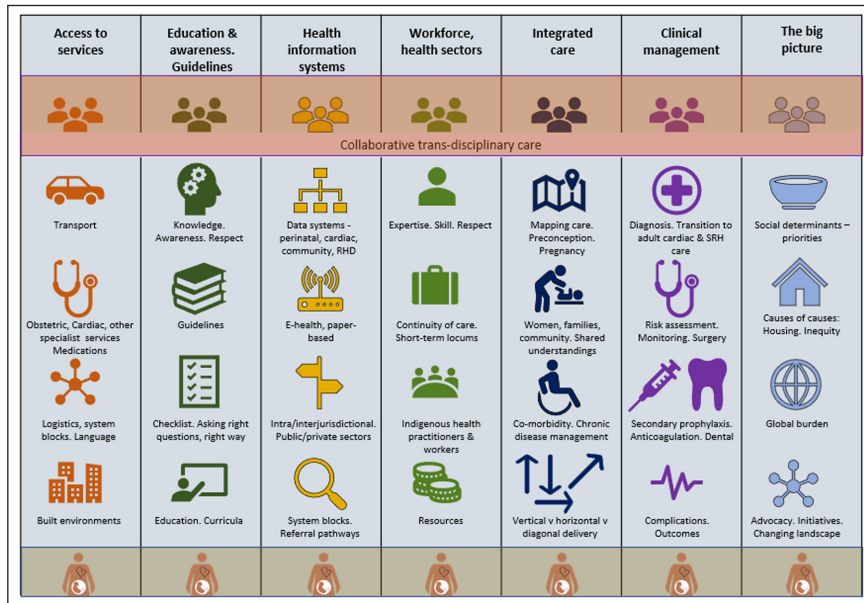 Access to
services
Education &
awareness.
Guidelines
Health
information
systems
Workforce,
health sectors
Integrated
care
Clinical
management
The big
picture
Collaborative trans-disciplinary care
Transport
Knowledge.
Awareness. Respect
Data systems -
perinatal, cardiac,
community, RHD
Expertise. Skill. Respect
Mapping care.
Preconception.
Pregnancy
Diagnosis. Transition to
adult cardiac & SRH
care
Social determinants –
priorities
Obstetric, Cardiac, other
specialist services
Medications
Guidelines
E-health, paper-
based
Continuity of care.
Short-term locums
Women, families,
community. Shared
understandings
Risk assessment.
Monitoring. Surgery
Causes of causes:
Housing. Inequity
Logistics, system
blocks. Language
Checklist. Asking right
questions, right way
Intra/interjurisdictional.
Public/private sectors
Indigenous health
practitioners &
workers
Co-morbidity. Chronic
disease management
Secondary prophylaxis.
Anticoagulation. Dental
Global burden
Built environments
Education. Curricula
System blocks.
Referral pathways
Resources
Vertical v horizontal v
diagonal delivery
Complications.
Outcomes
Advocacy. Initiatives.
Changing landscape